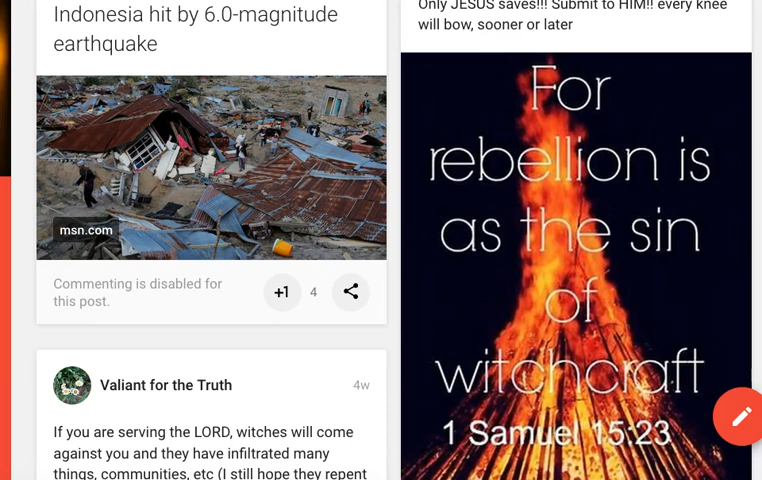 Indonesia hit by 6.0-magnitude
earthquake
msn.com
Commenting is disabled for
this post.
+1
4
Valiant for the Truth
4w
If you are serving the LORD, witches will come
against you and they have infiltrated many
things, communities, etc (I still hope they repent
Only JESUS saves!!! Submit to HIM!! every knee
will bow, sooner or later
For
rebellion is
as the sin
of
witchcraft
1 Samuel 15:23